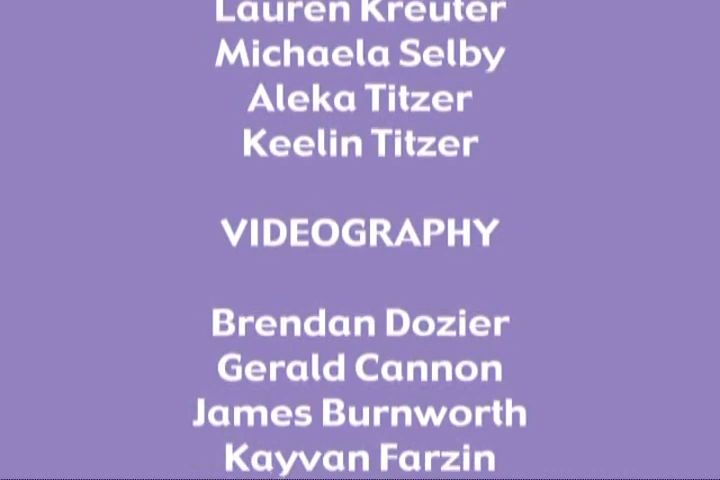 Lauren Kreuter
Michaela Selby
Aleka Titzer
Keelin Titzer
VIDEOGRAPHY
Brendan Dozier
Gerald Cannon
James Burnworth
Kayvan Farzin